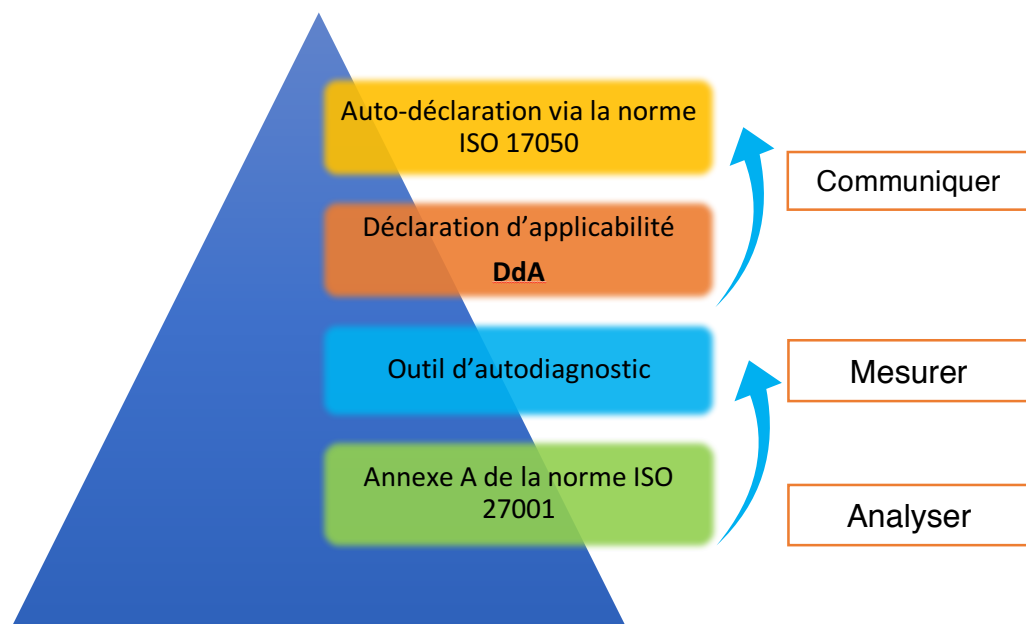 Auto-déclaration via la norme
ISO 17050
Communiquer
Déclaration d’applicabilité
DdA
Outil d’autodiagnostic
Mesurer
Annexe A de la norme ISO
27001
Analyser